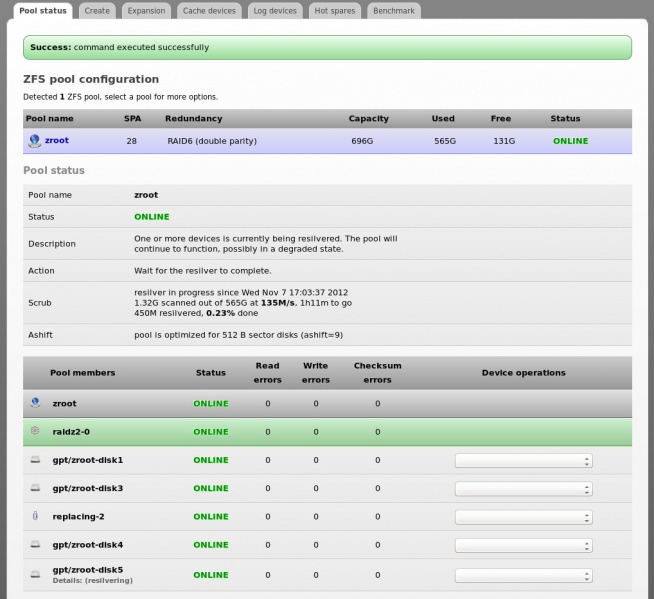 Pool status Create Expansion Cache devices Log devices Hot spares Benchmark
Success: command executed successfully
ZFS pool configuration
Detected 1 ZFS pool, select a pool for more options.
Pool name SPA Redundancy Capacity Used Free Status
zroot 28 RAID6 (double parity) 696G 565G 131G ONLINE
Pool status
Pool name zroot
Status ONLINE
Description One or more devices is currently being resilvered. The pool will
continue to function, possibly in a degraded state.
Action Wait for the resilver to complete.
Scrub resilver in progress since Wed Nov 7 17:03:37 2012
1.32G scanned out of 565G at 135M/s, 1h11m to go
450M resilvered, 0.23% done
Ashift pool is optimized for 512 B sector disks (ashift=9)
Pool members Status Read errors Write errors Checksum errors Device operations
zroot ONLINE 0 0 0
raidz2-0 ONLINE 0 0 0
gpt/zroot-disk1 ONLINE 0 0 0
gpt/zroot-disk3 ONLINE 0 0 0
replacing-2 ONLINE 0 0 0
gpt/zroot-disk4 ONLINE 0 0 0
gpt/zroot-disk5 ONLINE 0 0 0
Details: (resilvering)